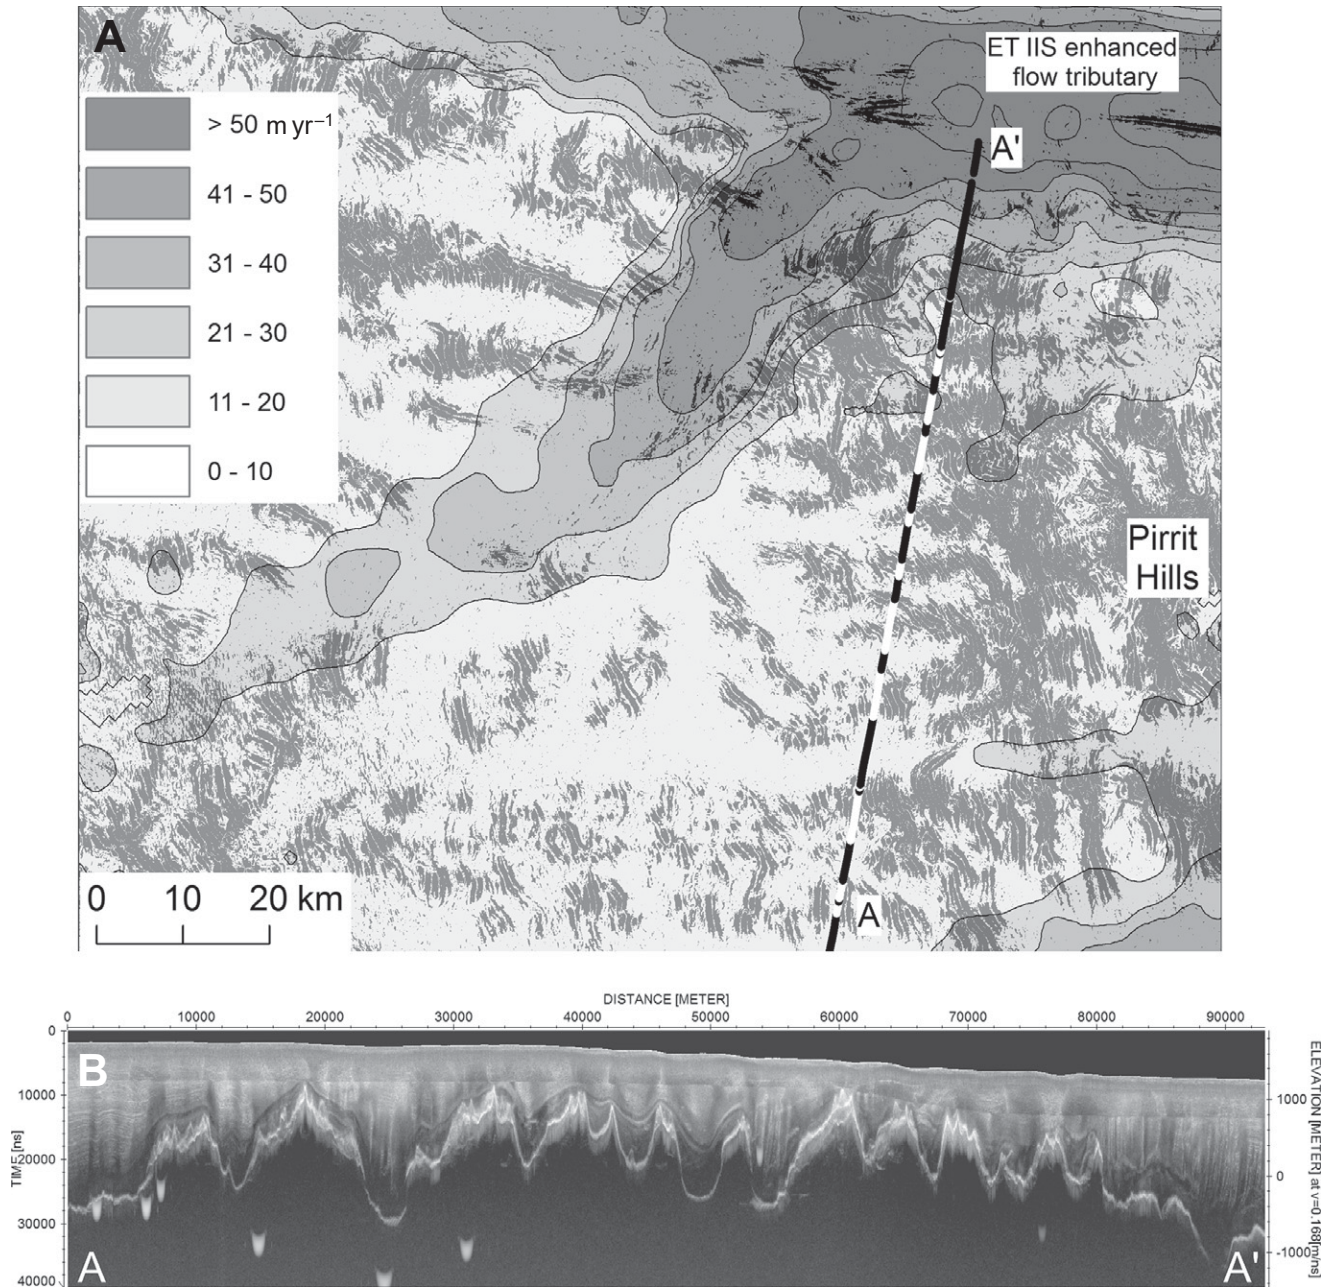 A
ET IIS enhanced
flow tributary
> 50 m yr⁻¹
A'
41 - 50
31 - 40
21 - 30
11 - 20
0 - 10
Pirrit
Hills
0 10 20 km
A
DISTANCE [METER]
0 10000 20000 30000 40000 50000 60000 70000 80000 90000
0
B
10000
1000
TIME [ns]
ELEVATION [METER] at v=0.168[m/ns]
20000
0
30000
-1000
40000
A
A'